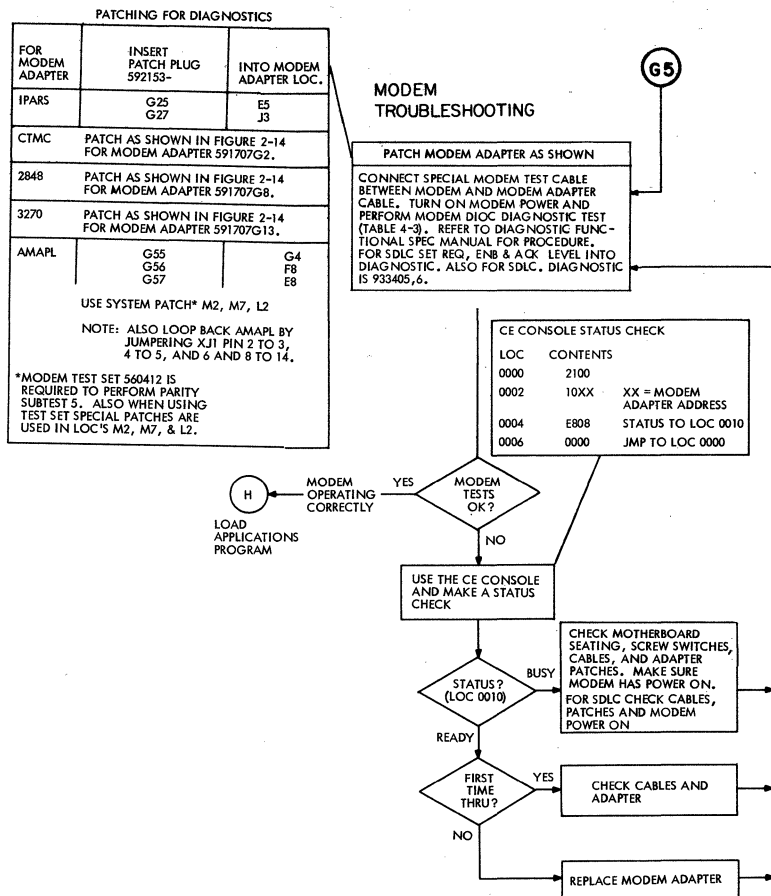 PATCHING FOR DIAGNOSTICS
FOR MODEM ADAPTER
INSERT PATCH PLUG 592153-
INTO MODEM ADAPTER LOC.
IPARS
G25 E5
G27 J3
CTMC PATCH AS SHOWN IN FIGURE 2-14
FOR MODEM ADAPTER 591707G2.
2848 PATCH AS SHOWN IN FIGURE 2-14
FOR MODEM ADAPTER 591707G8.
3270 PATCH AS SHOWN IN FIGURE 2-14
FOR MODEM ADAPTER 591707G13.
AMAPL G55 G4
G56 F8
G57 E8
USE SYSTEM PATCH* M2, M7, L2
NOTE: ALSO LOOP BACK AMAPL BY
JUMPERING XJ1 PIN 2 TO 3,
4 TO 5, AND 6 AND 8 TO 14.
*MODEM TEST SET 560412 IS
REQUIRED TO PERFORM PARITY
SUBTEST 5. ALSO WHEN USING
TEST SET SPECIAL PATCHES ARE
USED IN LOC'S M2, M7, & L2.
MODEM
TROUBLESHOOTING
G5
PATCH MODEM ADAPTER AS SHOWN
CONNECT SPECIAL MODEM TEST CABLE
BETWEEN MODEM AND MODEM ADAPTER
CABLE. TURN ON MODEM POWER AND
PERFORM MODEM DIOC DIAGNOSTIC TEST
(TABLE 4-3). REFER TO DIAGNOSTIC FUNC-
TIONAL SPEC MANUAL FOR PROCEDURE.
FOR SDLC SET REQ, ENB & ACK LEVEL INTO
DIAGNOSTIC. ALSO FOR SDLC. DIAGNOSTIC
IS 933405,6.
CE CONSOLE STATUS CHECK
LOC CONTENTS
0000 2100
0002 10XX XX = MODEM
ADAPTER ADDRESS
0004 E808 STATUS TO LOC 0010
0006 0000 JMP TO LOC 0000
MODEM
TESTS
OK?
YES
MODEM
OPERATING
CORRECTLY
H
LOAD
APPLICATIONS
PROGRAM
NO
USE THE CE CONSOLE
AND MAKE A STATUS
CHECK
STATUS?
(LOC 0010)
BUSY
CHECK MOTHERBOARD
SEATING, SCREW SWITCHES,
CABLES, AND ADAPTER
PATCHES. MAKE SURE
MODEM HAS POWER ON.
FOR SDLC CHECK CABLES,
PATCHES AND MODEM
POWER ON
READY
FIRST
TIME
THRU?
YES
CHECK CABLES AND
ADAPTER
NO
REPLACE MODEM ADAPTER